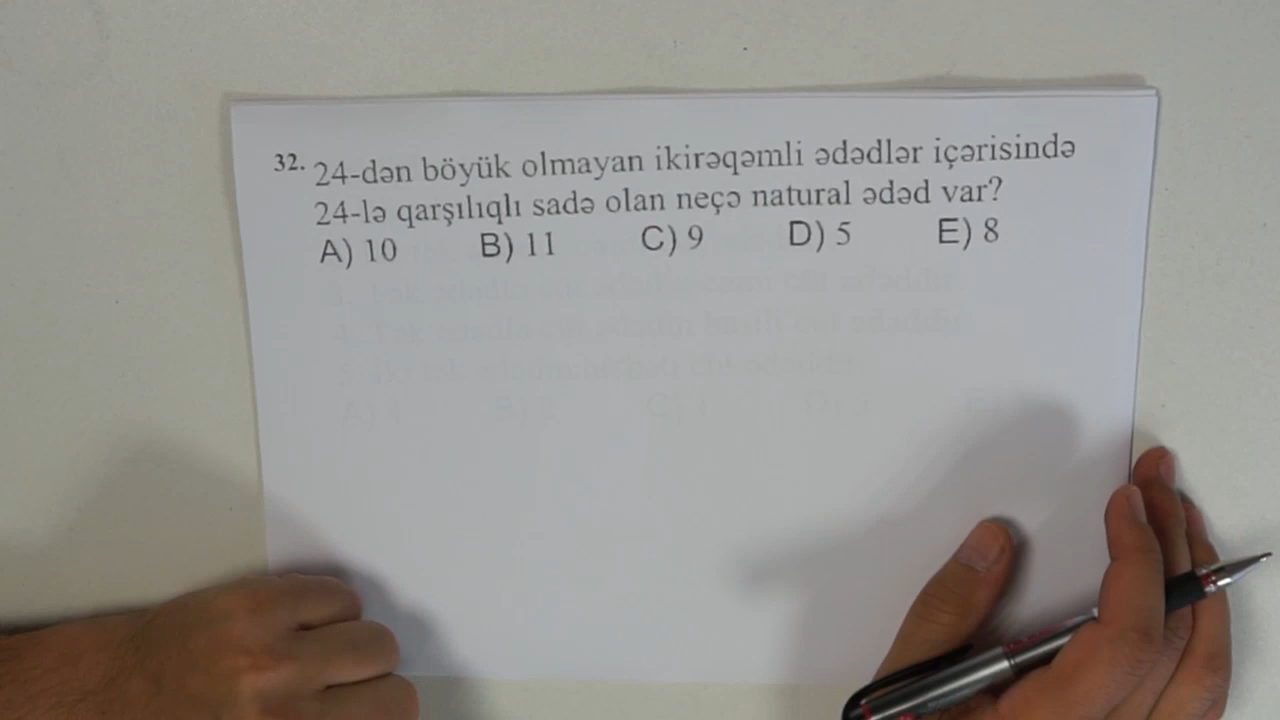 32. 24-dən böyük olmayan ikirəqəmli ədədlər içərisində
24-lə qarşılıqlı sadə olan neçə natural ədəd var?
A) 10 B) 11 C) 9 D) 5 E) 8